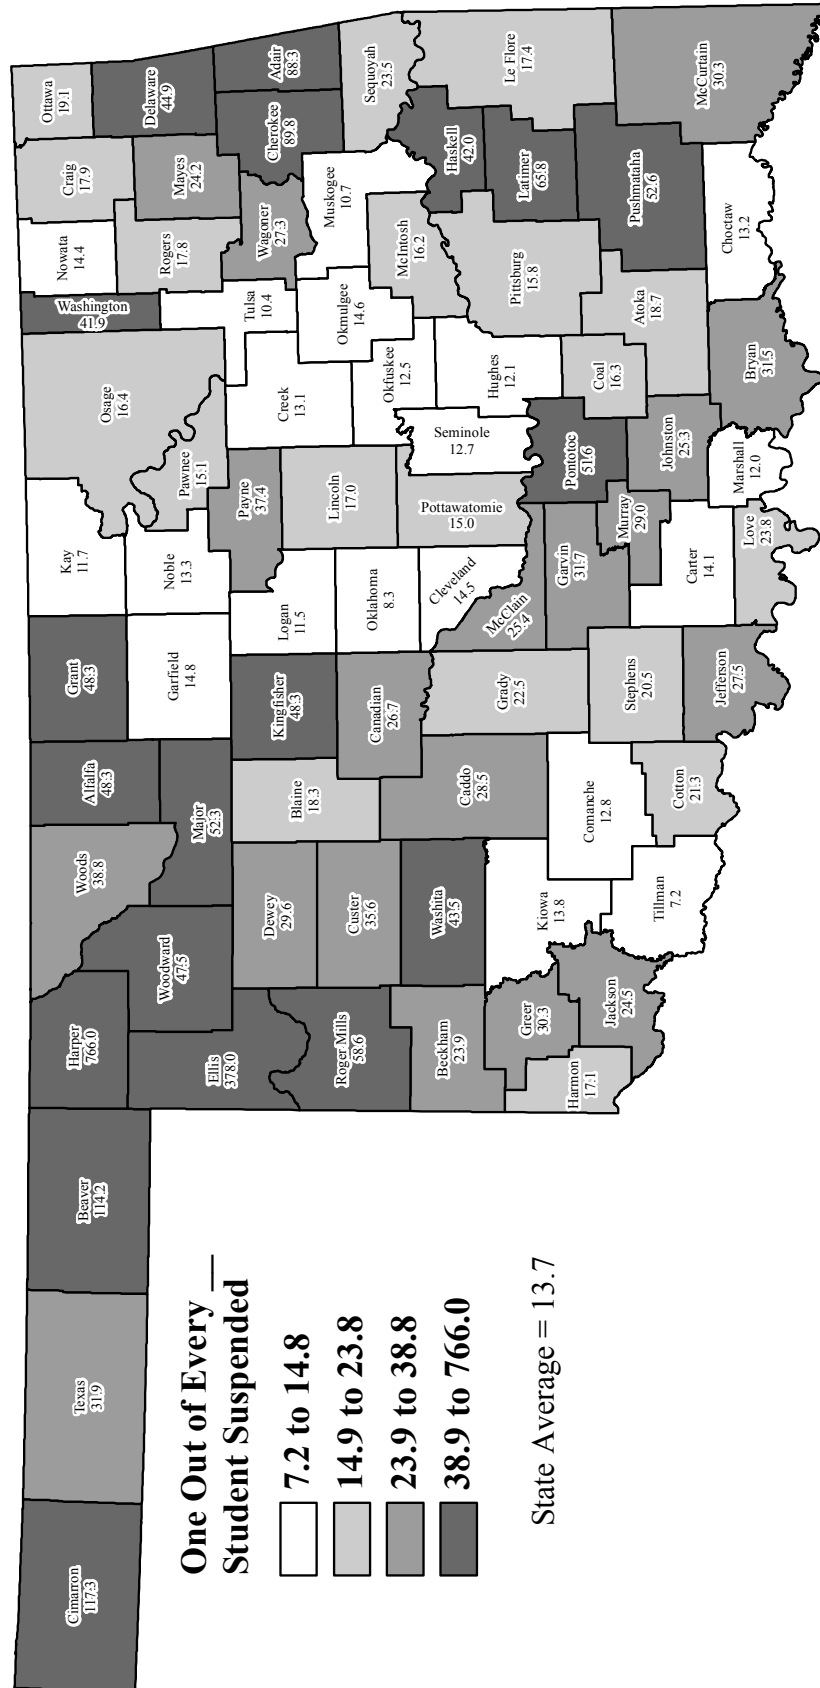 Cimarron
117.3
Texas
31.9
Beaver
114.2
Harper
766.0
Woods
38.8
Alfalfa
48.3
Grant
48.3
Kay
11.7
Osage
16.4
Washington
41.9
Nowata
14.4
Craig
17.9
Ottawa
19.1
Ellis
378.0
Woodward
47.5
Major
52.3
Garfield
14.8
Noble
13.3
Pawnee
15.1
Rogers
17.8
Mayes
24.2
Delaware
44.9
Roger Mills
58.6
Dewey
29.6
Blaine
18.3
Kingfisher
48.3
Logan
11.5
Payne
37.4
Creek
13.1
Tulsa
10.4
Wagoner
27.3
Cherokee
89.8
Adair
88.3
Custer
35.6
Canadian
26.7
Oklahoma
8.3
Lincoln
17.0
Okfuskee
12.5
Okmulgee
14.6
Muskogee
10.7
Sequoyah
23.5
Beckham
23.9
Washita
43.5
Caddo
28.5
Grady
22.5
Cleveland
14.5
McClain
25.4
Pottawatomie
15.0
Seminole
12.7
Hughes
12.1
McIntosh
16.2
Haskell
42.0
Le Flore
17.4
Harmon
17.1
Greer
30.3
Kiowa
13.8
Comanche
12.8
Garvin
31.7
Pontotoc
51.6
Coal
16.3
Pittsburg
15.8
Latimer
65.8
Jackson
24.5
Tillman
7.2
Cotton
21.3
Stephens
20.5
Murray
29.0
Johnston
25.3
Atoka
18.7
Pushmataha
52.6
McCurtain
30.3
Jefferson
27.5
Carter
14.1
Love
23.8
Marshall
12.0
Bryan
31.5
Choctaw
13.2
One Out of Every __
Student Suspended
7.2 to 14.8
14.9 to 23.8
23.9 to 38.8
38.9 to 766.0
State Average = 13.7